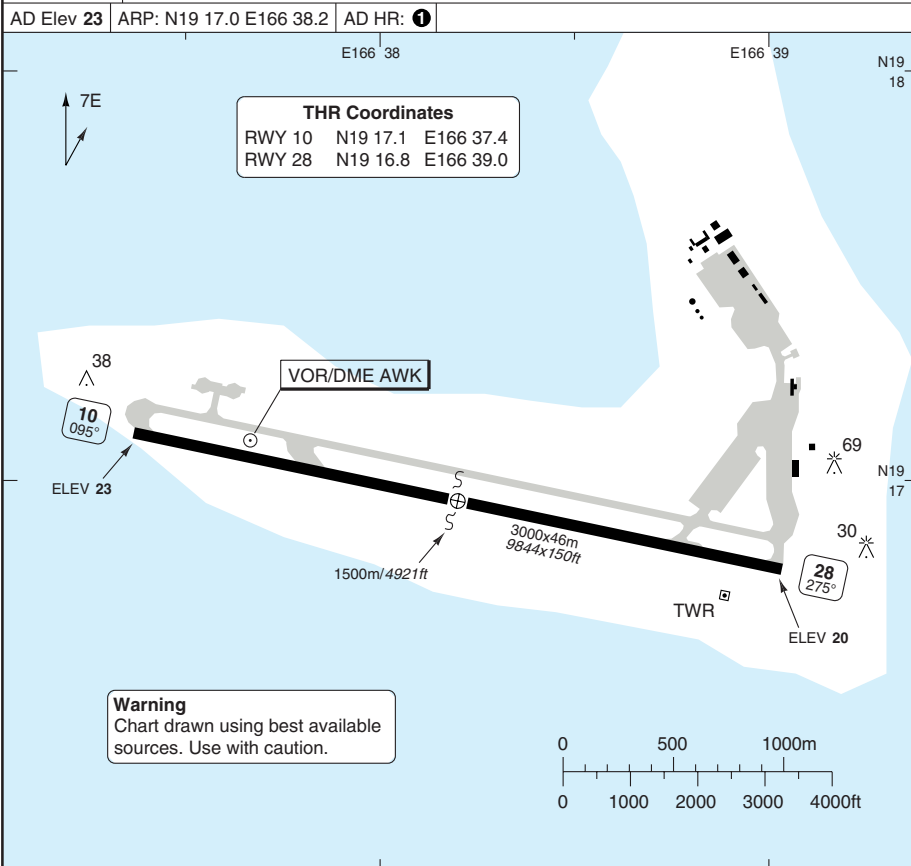 AD Elev 23 ARP: N19 17.0 E166 38.2 AD HR: 1
E166 38
E166 39
N19
18
7E
THR Coordinates
RWY 10 N19 17.1 E166 37.4
RWY 28 N19 16.8 E166 39.0
38
VOR/DME AWK
10
095°
ELEV 23
69
N19
17
30
3000x46m
9844x150ft
1500m/4921ft
28
275°
TWR
ELEV 20
Warning
Chart drawn using best available
sources. Use with caution.
0 500 1000m
0 1000 2000 3000 4000ft